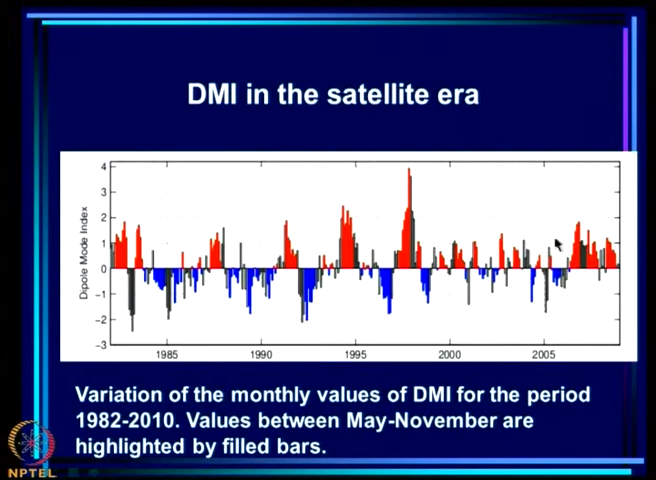 DMI in the satellite era
4
3
2
1
0
−1
−2
−3
Dipole Mode Index
1985 1990 1995 2000 2005
Variation of the monthly values of DMI for the period
1982-2010. Values between May-November are
highlighted by filled bars.
NPTEL